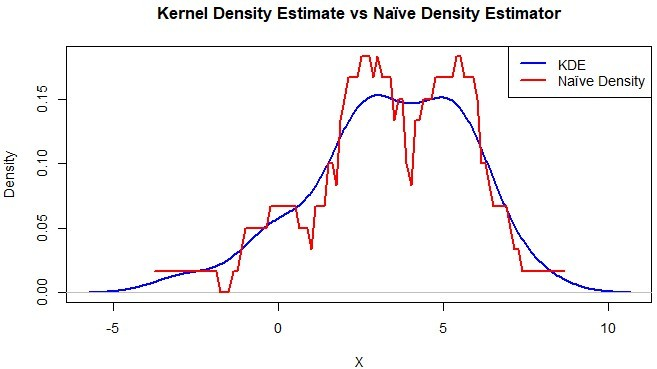 Kernel Density Estimate vs Naïve Density Estimator
KDE
Naïve Density
Density
0.00
0.05
0.10
0.15
-5
0
5
10
X